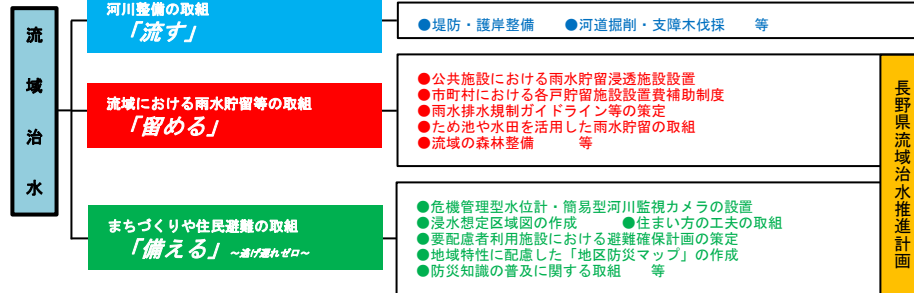 流域治水
河川整備の取組
「流す」
●堤防・護岸整備　●河道掘削・支障木伐採　等
流域における雨水貯留等の取組
「留める」
●公共施設における雨水貯留浸透施設設置
●市町村における各戸貯留施設設置費補助制度
●雨水排水規制ガイドライン等の策定
●ため池や水田を活用した雨水貯留の取組
●流域の森林整備　等
まちづくりや住民避難の取組
「備える」 ～逃げ遅れゼロ～
●危機管理型水位計・簡易型河川監視カメラの設置
●浸水想定区域図の作成　●住まい方の工夫の取組
●要配慮者利用施設における避難確保計画の策定
●地域特性に配慮した「地区防災マップ」の作成
●防災知識の普及に関する取組　等
長野県流域治水推進計画